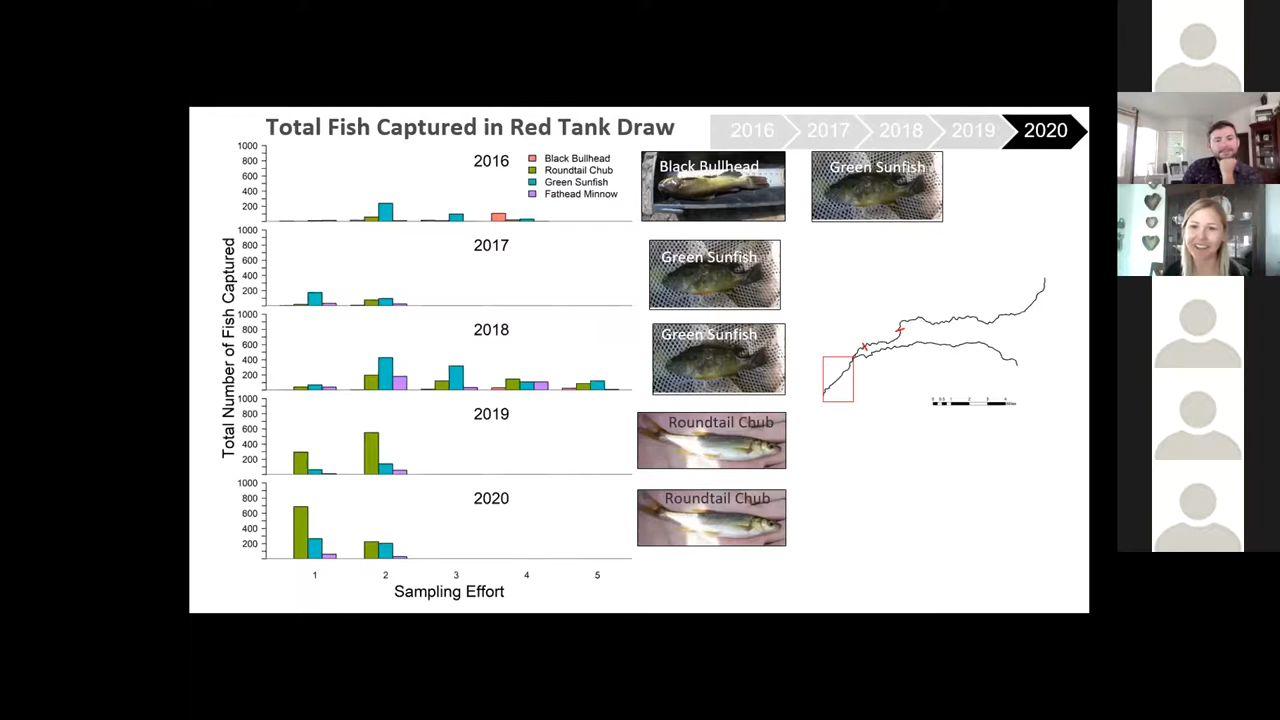 Total Fish Captured in Red Tank Draw
2016 2017 2018 2019 2020
1000
800
600
400
200
2016
Black Bullhead
Roundtail Chub
Green Sunfish
Fathead Minnow
Black Bullhead
Green Sunfish
1000
800
600
400
200
2017
Green Sunfish
1000
800
600
400
200
2018
Green Sunfish
1000
800
600
400
200
2019
Roundtail Chub
1000
800
600
400
200
2020
Roundtail Chub
Total Number of Fish Captured
1 2 3 4 5
Sampling Effort